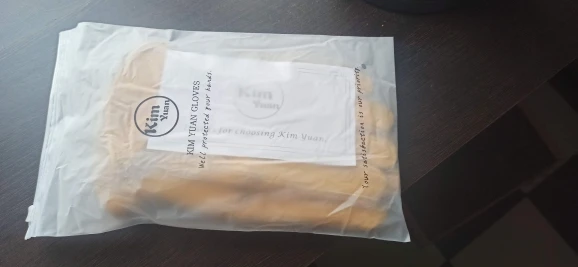 Kim
Yuan
KIM YUAN GLOVES
Well protected your hands.
Kim
Yuan
for choosing Kim Yuan!
Your satisfaction is our priority.